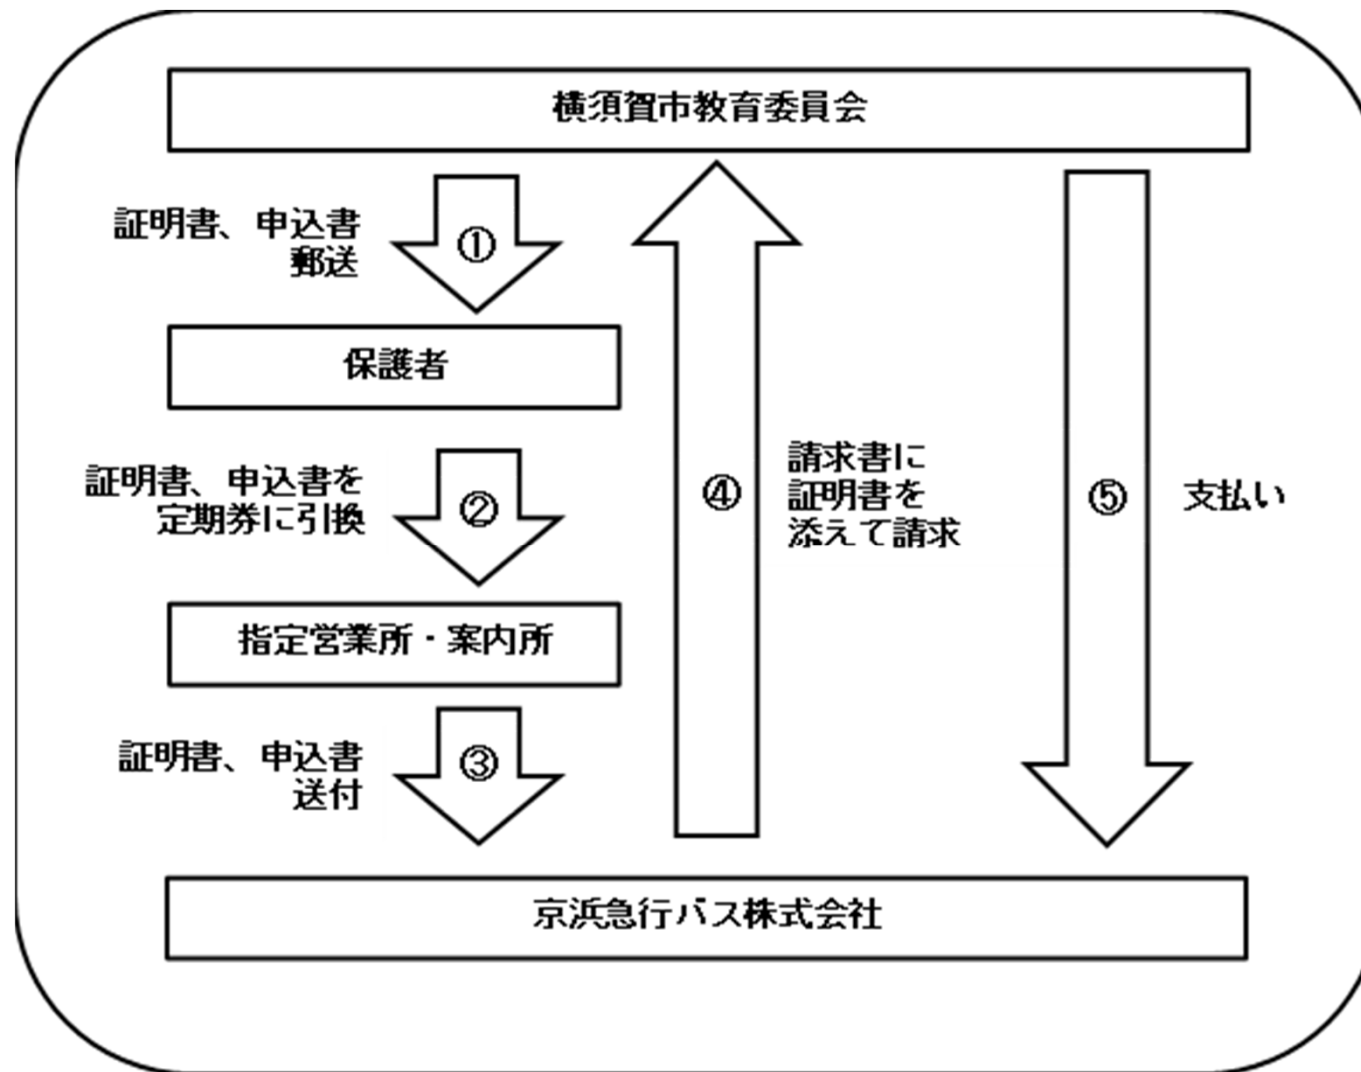 横須賀市教育委員会
証明書、申込書
郵送
①
保護者
証明書、申込書を
定期券に引換
②
指定営業所・案内所
証明書、申込書
送付
③
④
請求書に
証明書を
添えて請求
⑤
支払い
京浜急行バス株式会社